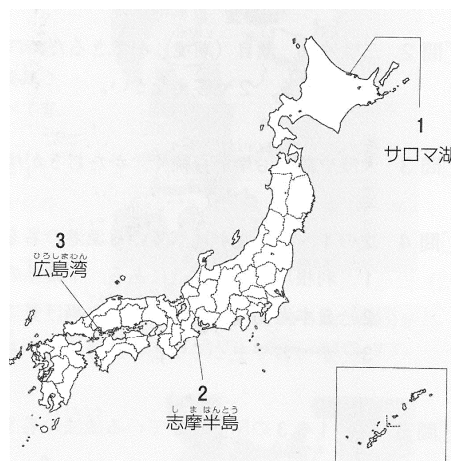 1
サロマ湖
3
ひろしまわん
広島湾
2
し ま はんとう
志摩半島